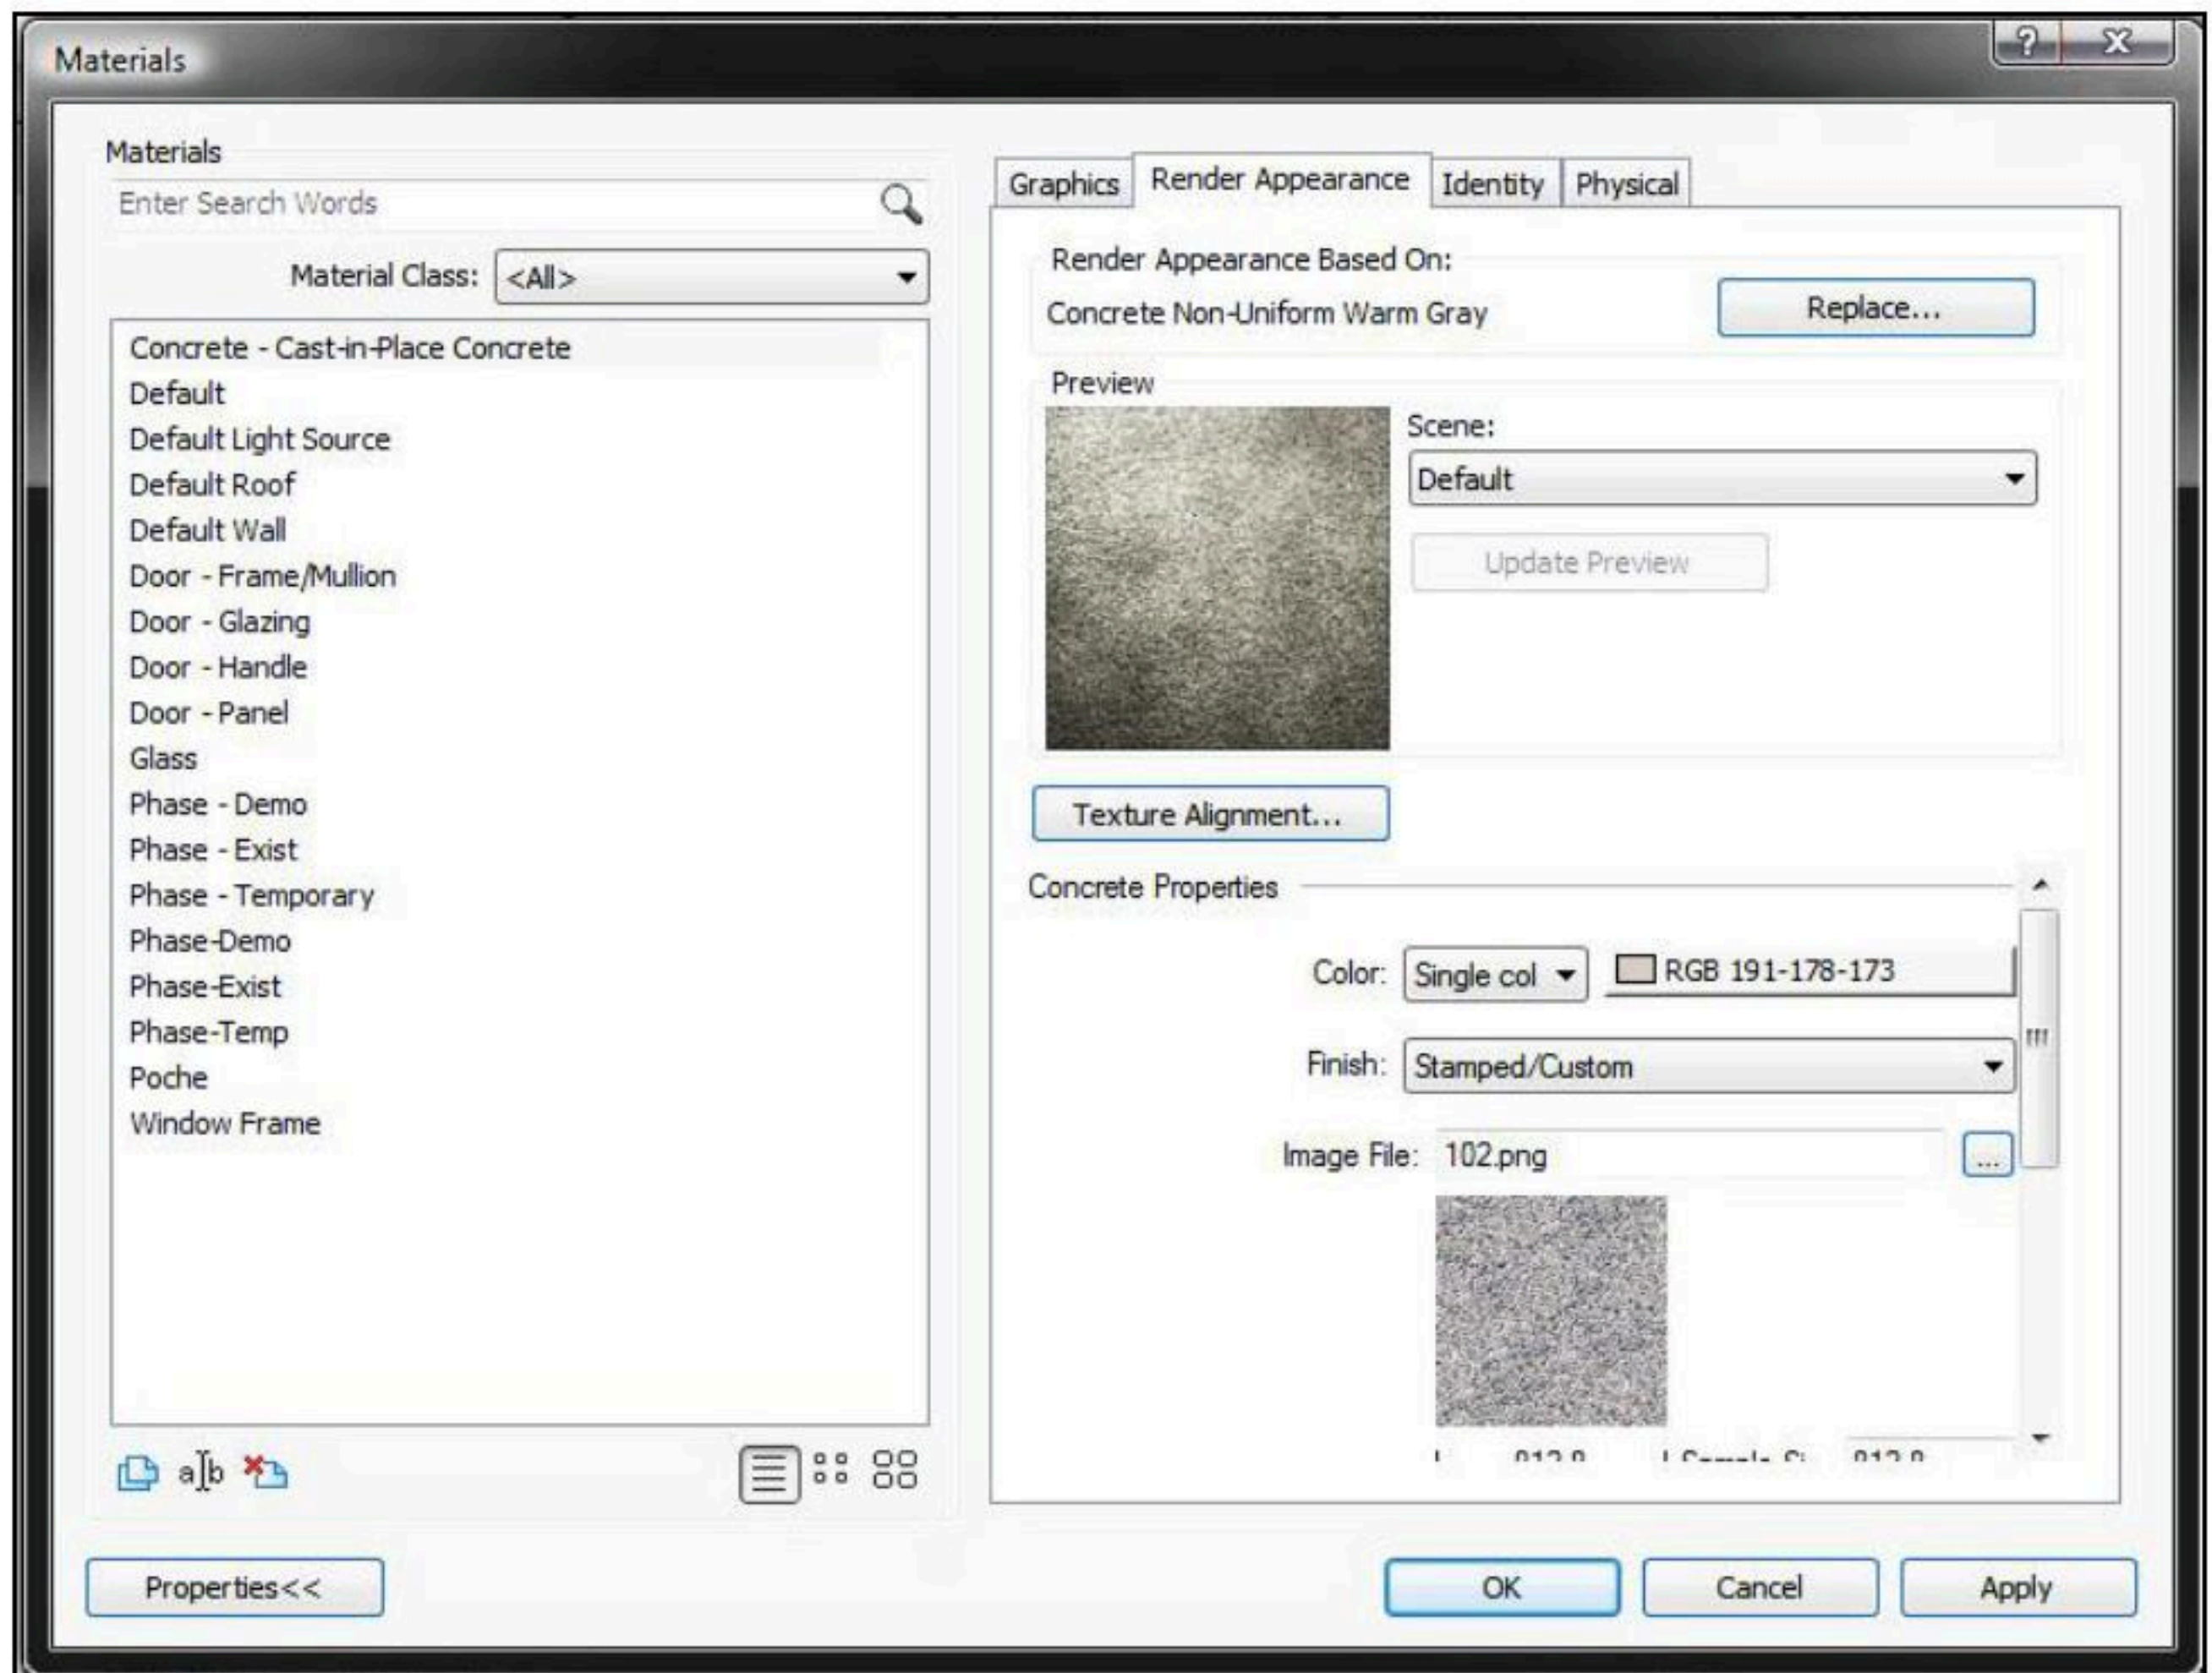 Materials
Materials
Enter Search Words
Material Class: <All>
Concrete - Cast-in-Place Concrete
Default
Default Light Source
Default Roof
Default Wall
Door - Frame/Mullion
Door - Glazing
Door - Handle
Door - Panel
Glass
Phase - Demo
Phase - Exist
Phase - Temporary
Phase-Demo
Phase-Exist
Phase-Temp
Poche
Window Frame
a b
Properties<<
Graphics Render Appearance Identity Physical
Render Appearance Based On:
Concrete Non-Uniform Warm Gray Replace...
Preview
Scene:
Default
Update Preview
Texture Alignment...
Concrete Properties
Color: Single col RGB 191-178-173
Finish: Stamped/Custom
Image File: 102.png ...
OK Cancel Apply